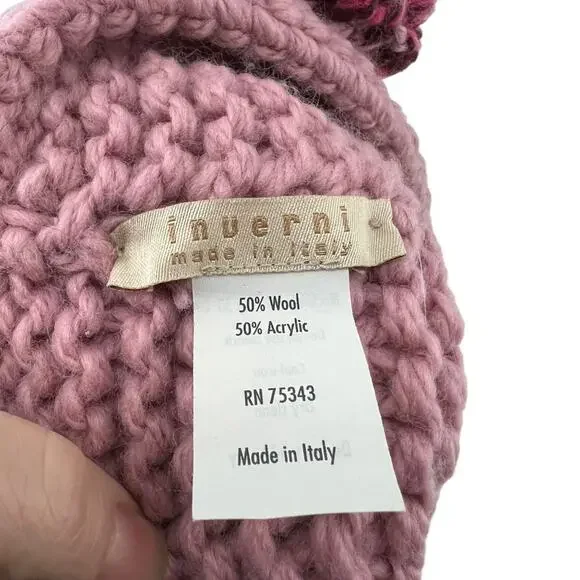 inverni
made in Italy
50% Wool
50% Acrylic
RN 75343
Made in Italy